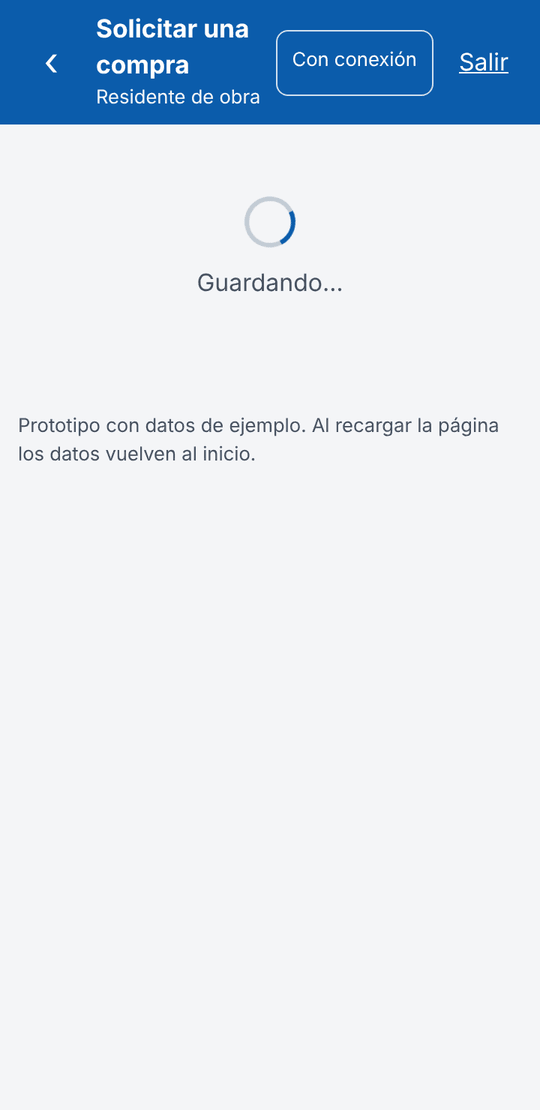 ‹
Solicitar una
compra
Residente de obra
Con conexión
Salir
Guardando...
Prototipo con datos de ejemplo. Al recargar la página
los datos vuelven al inicio.